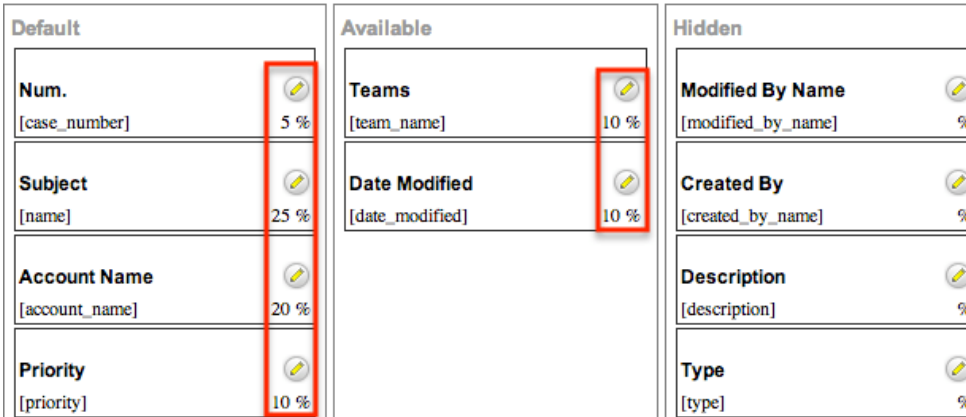 Default
Num.
[case_number] 5 %
Subject
[name] 25 %
Account Name
[account_name] 20 %
Priority
[priority] 10 %
Available
Teams
[team_name] 10 %
Date Modified
[date_modified] 10 %
Hidden
Modified By Name
[modified_by_name] %
Created By
[created_by_name] %
Description
[description] %
Type
[type] %